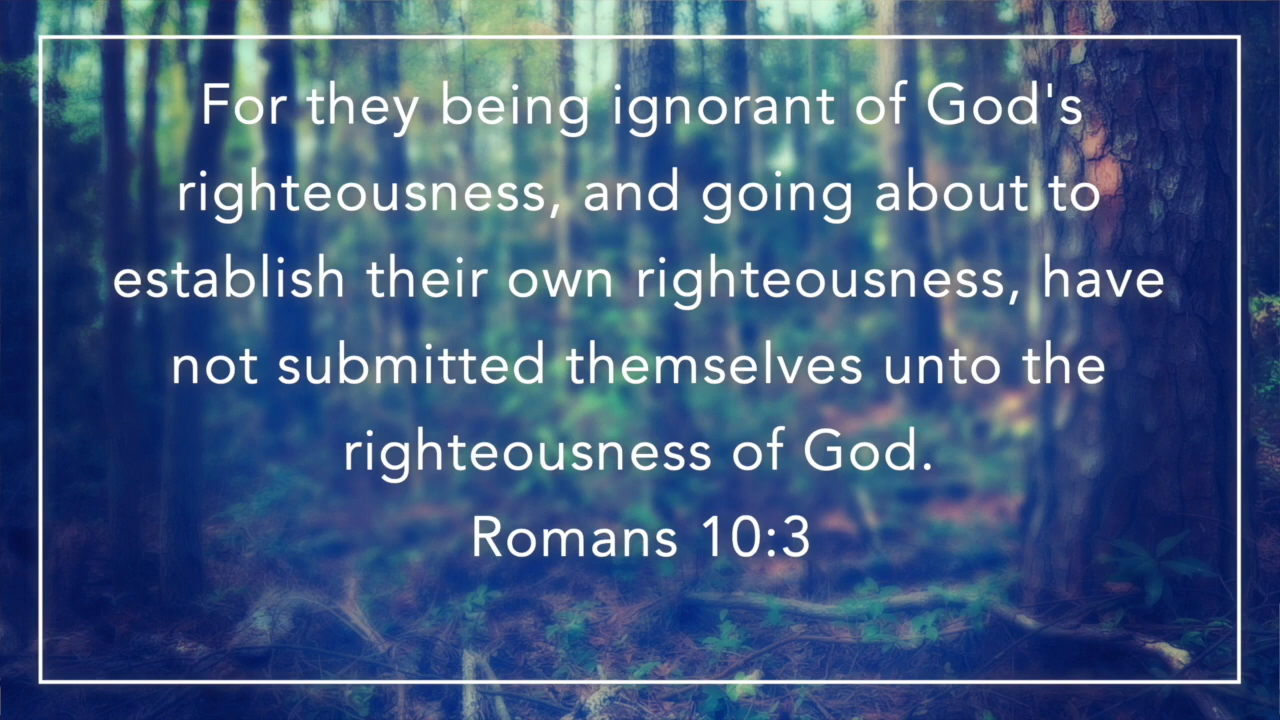 For they being ignorant of God's
righteousness, and going about to
establish their own righteousness, have
not submitted themselves unto the
righteousness of God.
Romans 10:3